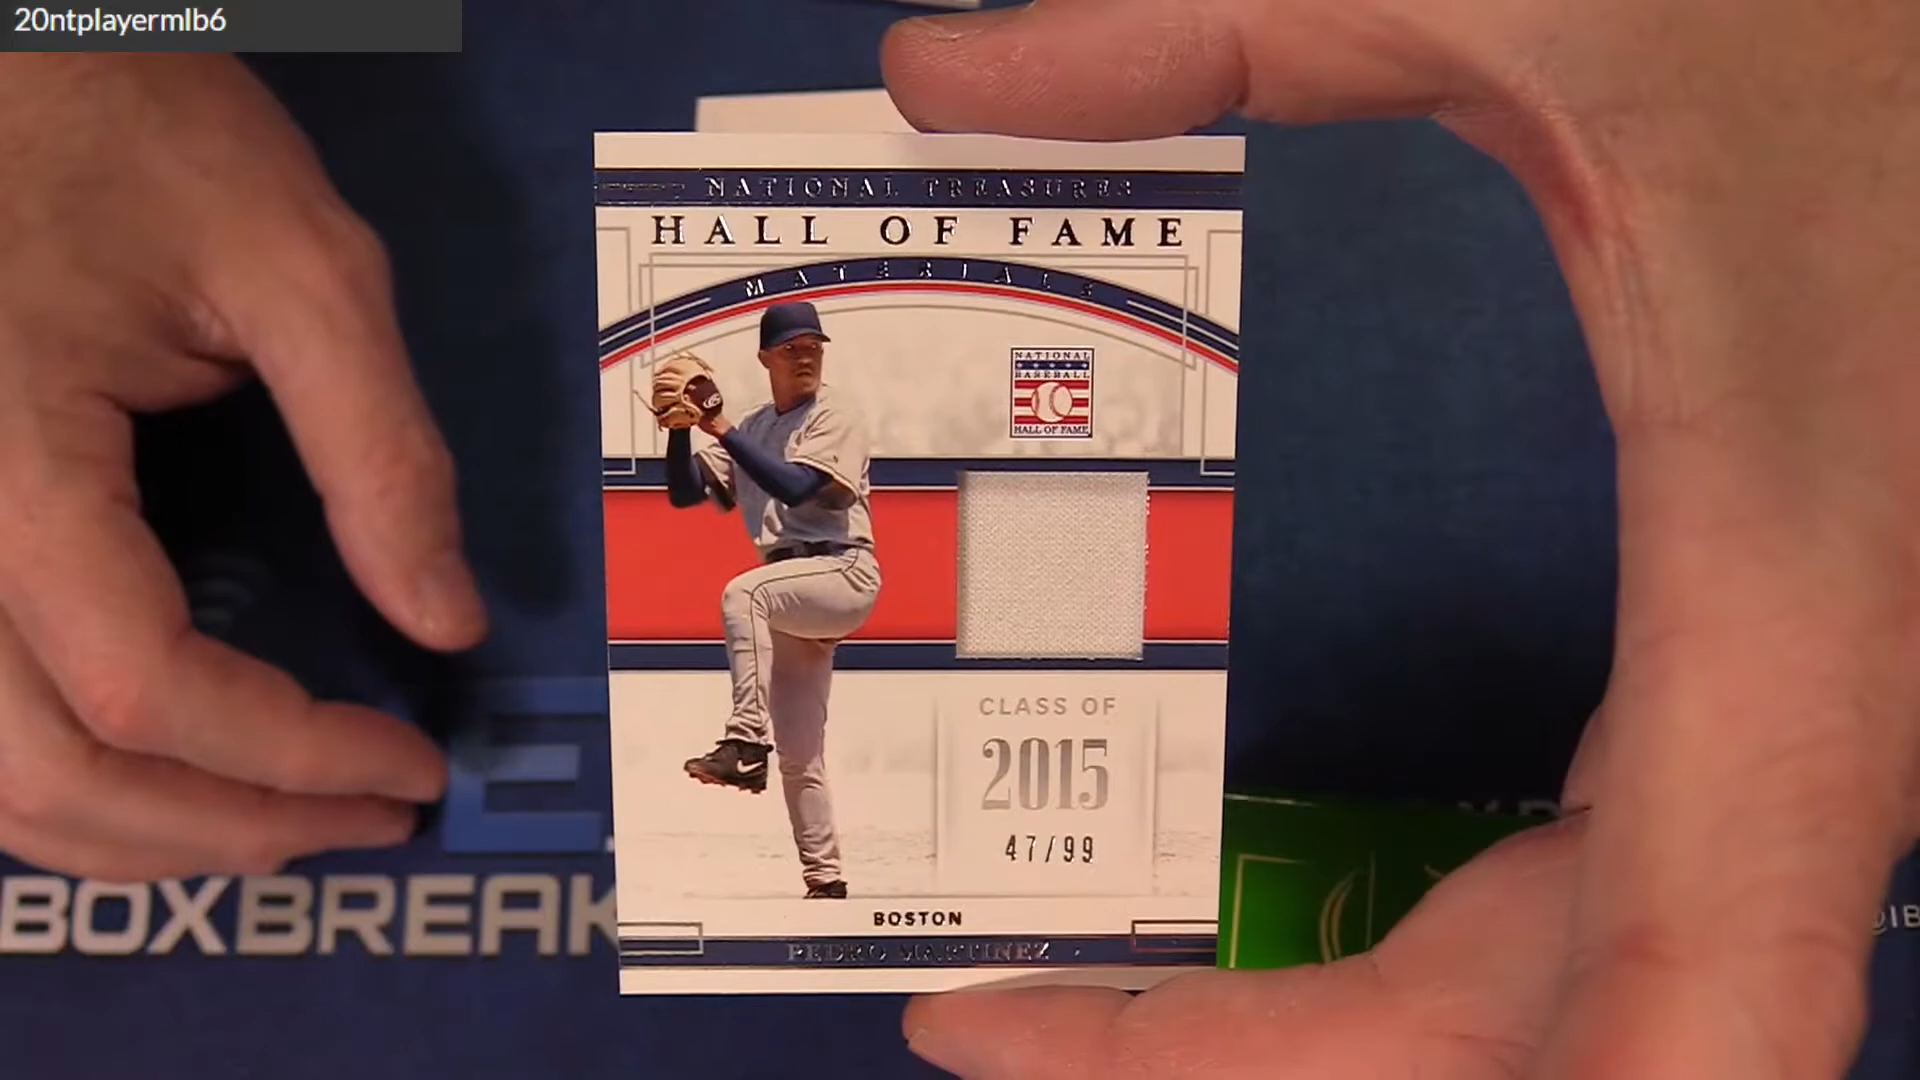 20ntplayermlb6
NATIONAL TREASURES
HALL OF FAME
MATERIALS
NATIONAL
BASEBALL
HALL OF FAME
CLASS OF
2015
47/99
BOSTON
PEDRO MARTINEZ
BOXBREAK
@IB